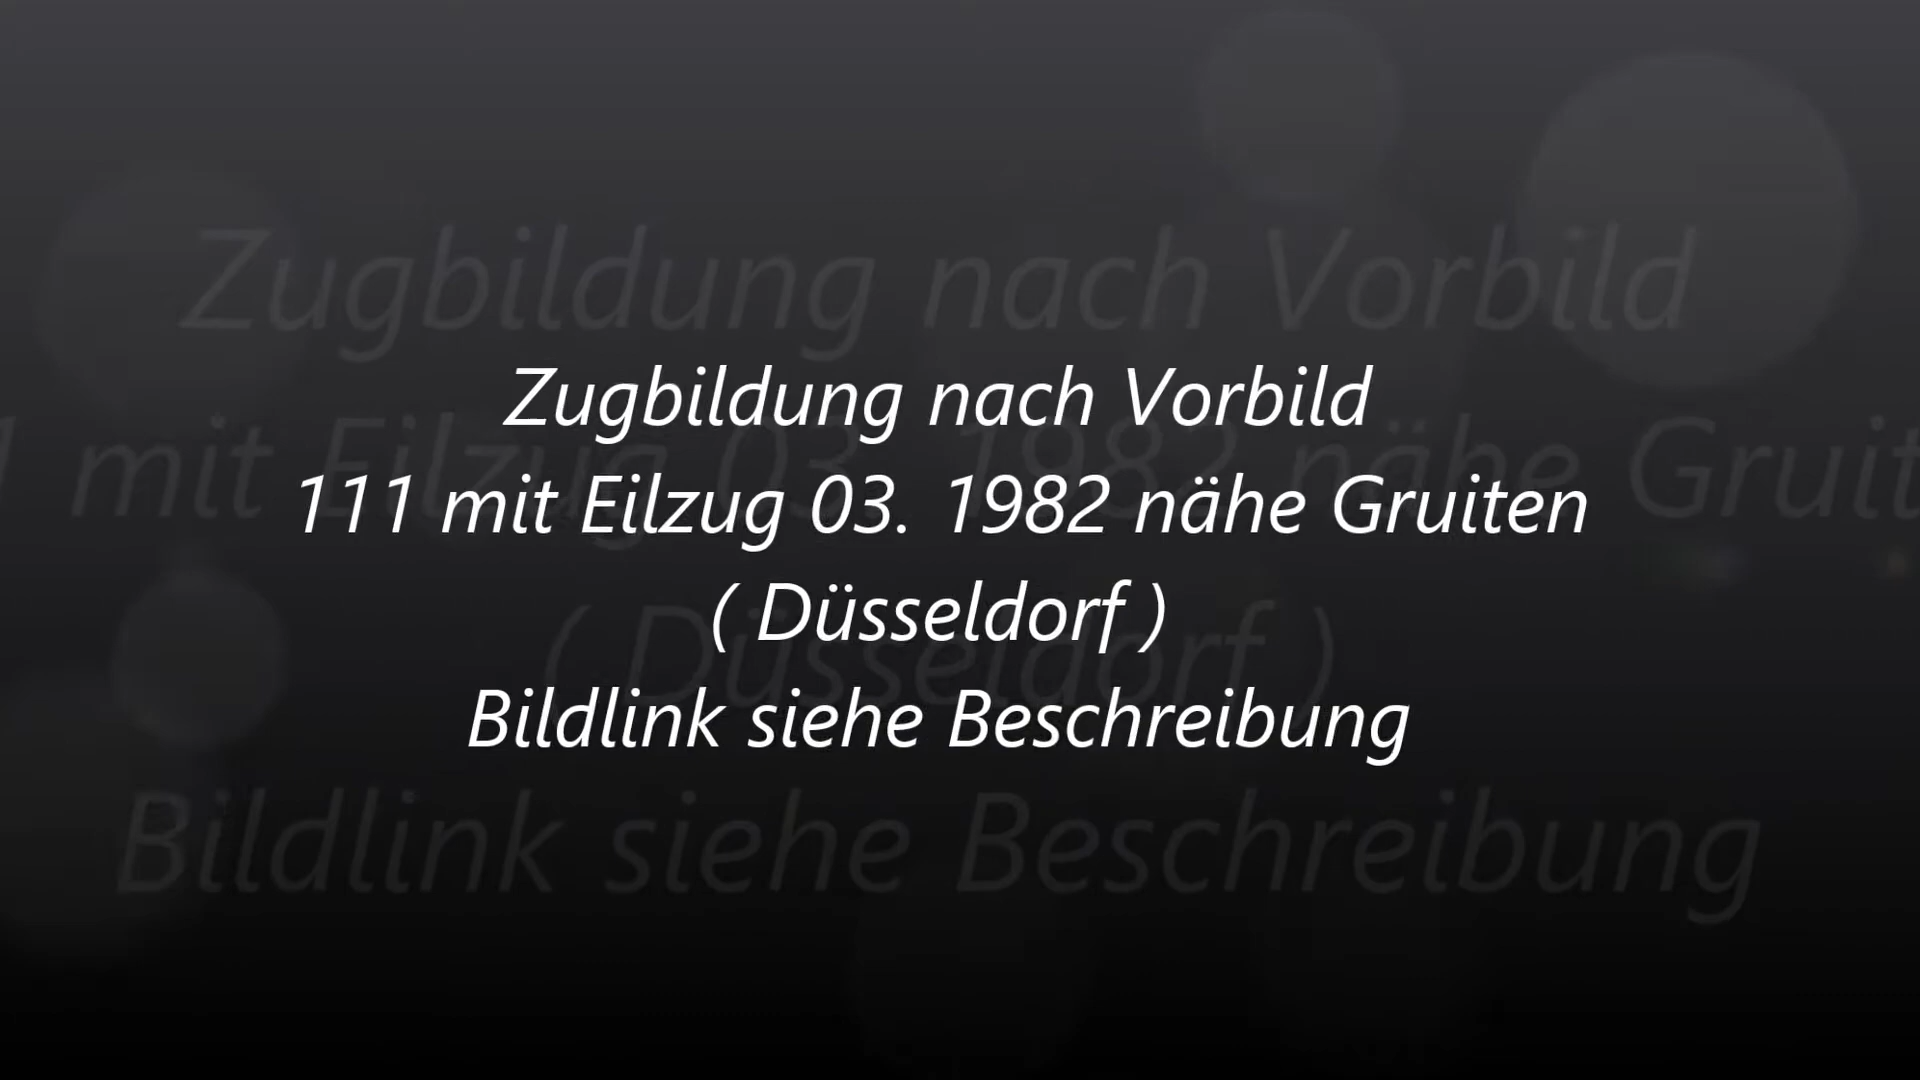 Zugbildung nach Vorbild
111 mit Eilzug 03. 1982 nähe Gruiten
( Düsseldorf )
Bildlink siehe Beschreibung